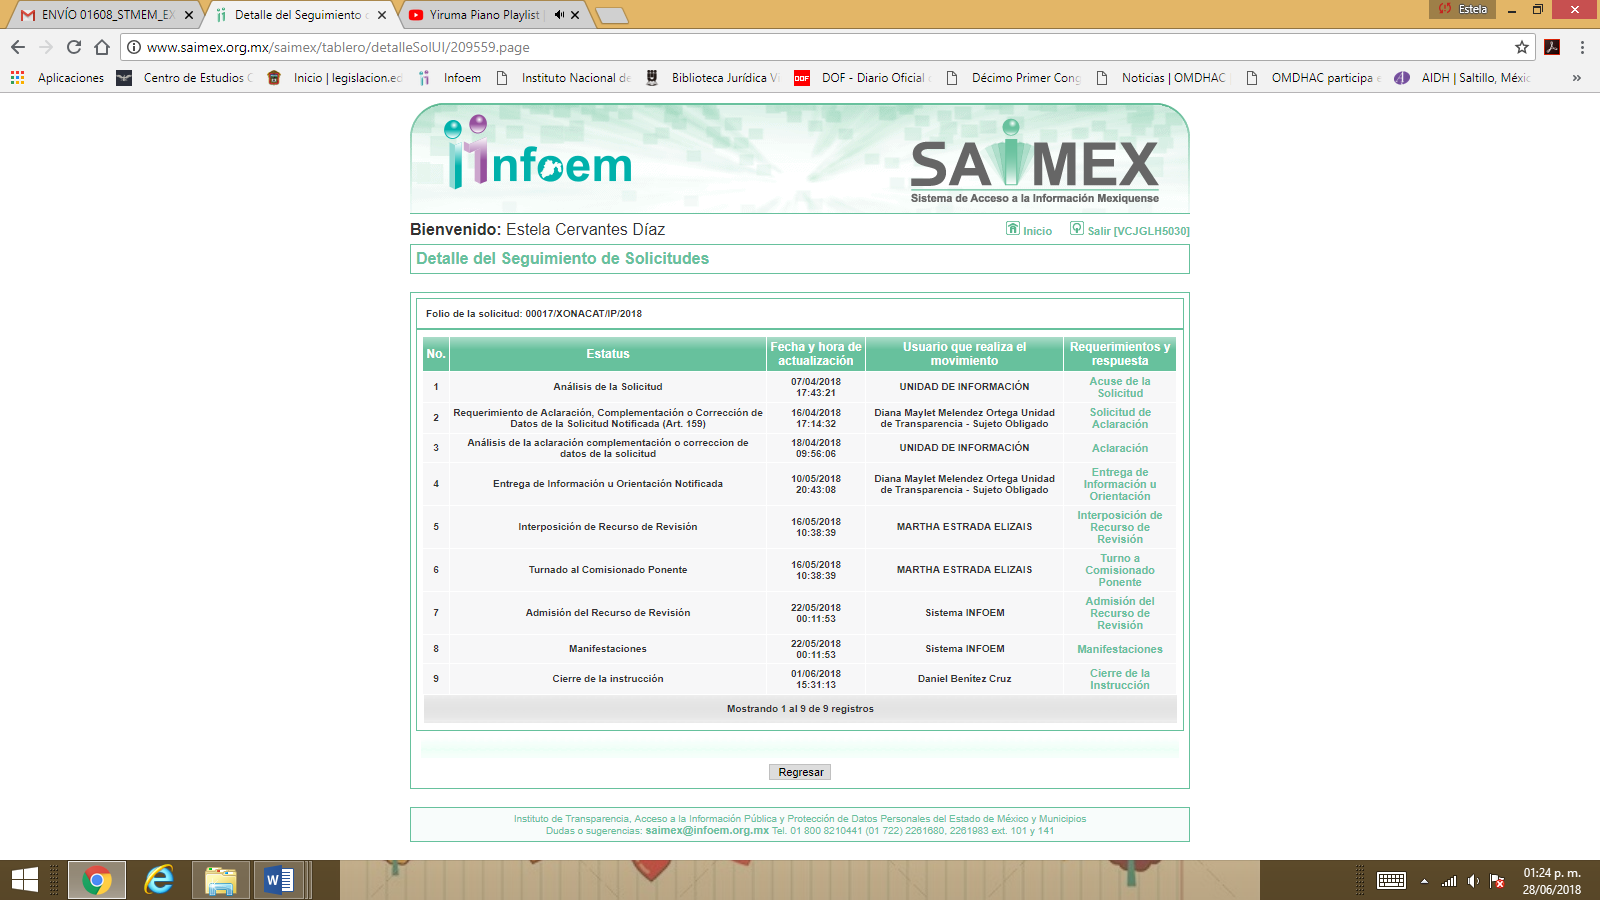 ENVÍO 01608_STMEM_EX
Detalle del Seguimiento
Yiruma Piano Playlist
Estela
www.saimex.org.mx/saimex/tablero/detalleSolUI/209559.page
Aplicaciones
Centro de Estudios
Inicio | legislacion.ed
Infoem
Instituto Nacional de
Biblioteca Jurídica Vi
DOF
DOF - Diario Oficial
Décimo Primer Cong
Noticias | OMDHAC
OMDHAC participa e
AIDH | Saltillo, Méxic
»
infoem
SAIMEX
Sistema de Acceso a la Información Mexiquense
Bienvenido: Estela Cervantes Díaz
Inicio
Salir [VCJGLH5030]
Detalle del Seguimiento de Solicitudes
Folio de la solicitud: 00017/XONACAT/IP/2018
No. Estatus Fecha y hora de Usuario que realiza el Requerimientos y
actualización movimiento respuesta
1 Análisis de la Solicitud 07/04/2018 UNIDAD DE INFORMACIÓN Acuse de la
17:43:21 Solicitud
2 Requerimiento de Aclaración, Complementación o Corrección de 16/04/2018 Diana Maylet Melendez Ortega Unidad Solicitud de
Datos de la Solicitud Notificada (Art. 159) 17:14:32 de Transparencia - Sujeto Obligado Aclaración
3 Análisis de la aclaración complementación o correccion de 18/04/2018 UNIDAD DE INFORMACIÓN Aclaración
datos de la solicitud 09:56:06
4 Entrega de Información u Orientación Notificada 10/05/2018 Diana Maylet Melendez Ortega Unidad Entrega de
20:43:08 de Transparencia - Sujeto Obligado Información u
Orientación
5 Interposición de Recurso de Revisión 16/05/2018 MARTHA ESTRADA ELIZAIS Interposición de
10:38:39 Recurso de
Revisión
6 Turnado al Comisionado Ponente 16/05/2018 MARTHA ESTRADA ELIZAIS Turno a
10:38:39 Comisionado
Ponente
7 Admisión del Recurso de Revisión 22/05/2018 Sistema INFOEM Admisión del
00:11:53 Recurso de
Revisión
8 Manifestaciones 22/05/2018 Sistema INFOEM Manifestaciones
00:11:53
9 Cierre de la instrucción 01/06/2018 Daniel Benítez Cruz Cierre de la
15:31:13 Instrucción
Mostrando 1 al 9 de 9 registros
Regresar
Instituto de Transparencia, Acceso a la Información Pública y Protección de Datos Personales del Estado de México y Municipios
Dudas o sugerencias: saimex@infoem.org.mx Tel. 01 800 8210441 (01 722) 2261680, 2261983 ext. 101 y 141
01:24 p. m.
28/06/2018